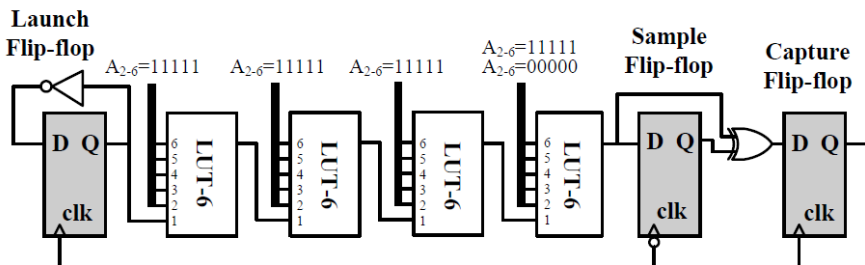 Launch
Flip-flop
A2-6=11111
A2-6=11111
A2-6=11111
A2-6=11111
A2-6=00000
Sample
Flip-flop
Capture
Flip-flop
D Q
clk
6
5
4
3
2
1
LUT-6
6
5
4
3
2
1
LUT-6
6
5
4
3
2
1
LUT-6
6
5
4
3
2
1
LUT-6
D Q
clk
D Q
clk